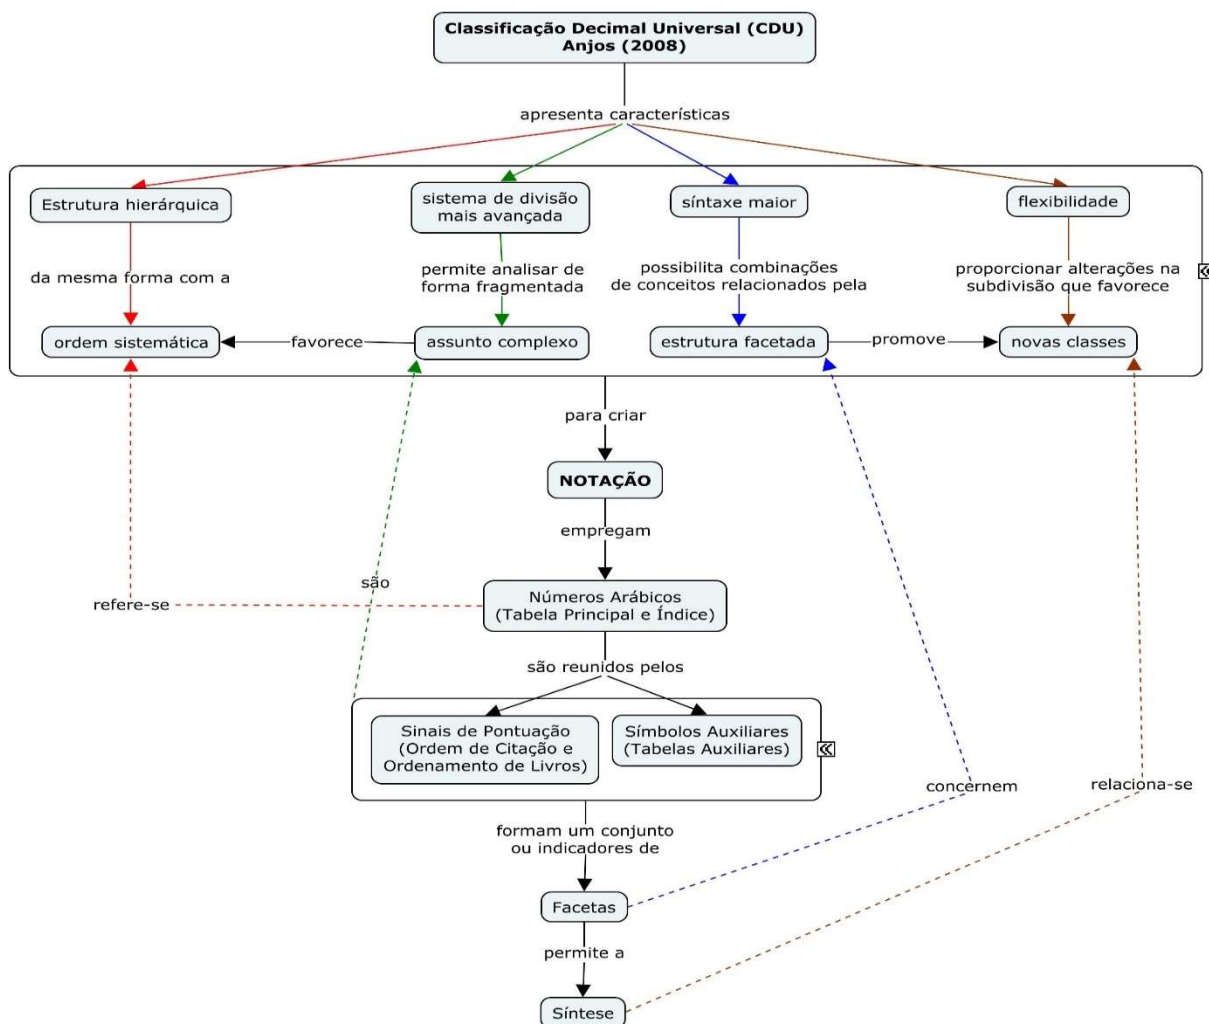 Classificação Decimal Universal (CDU)
Anjos (2008)
apresenta características
Estrutura hierárquica
sistema de divisão
mais avançada
síntaxe maior
flexibilidade
da mesma forma com a
permite analisar de
forma fragmentada
possibilita combinações
de conceitos relacionados pela
proporcionar alterações na
subdivisão que favorece
ordem sistemática
favorece
assunto complexo
estrutura facetada
promove
novas classes
para criar
NOTAÇÃO
empregam
são
refere-se
Números Arábicos
(Tabela Principal e Índice)
são reunidos pelos
Sinais de Pontuação
(Ordem de Citação e
Ordenamento de Livros)
Símbolos Auxiliares
(Tabelas Auxiliares)
concernem
relaciona-se
formam um conjunto
ou indicadores de
Facetas
permite a
Síntese